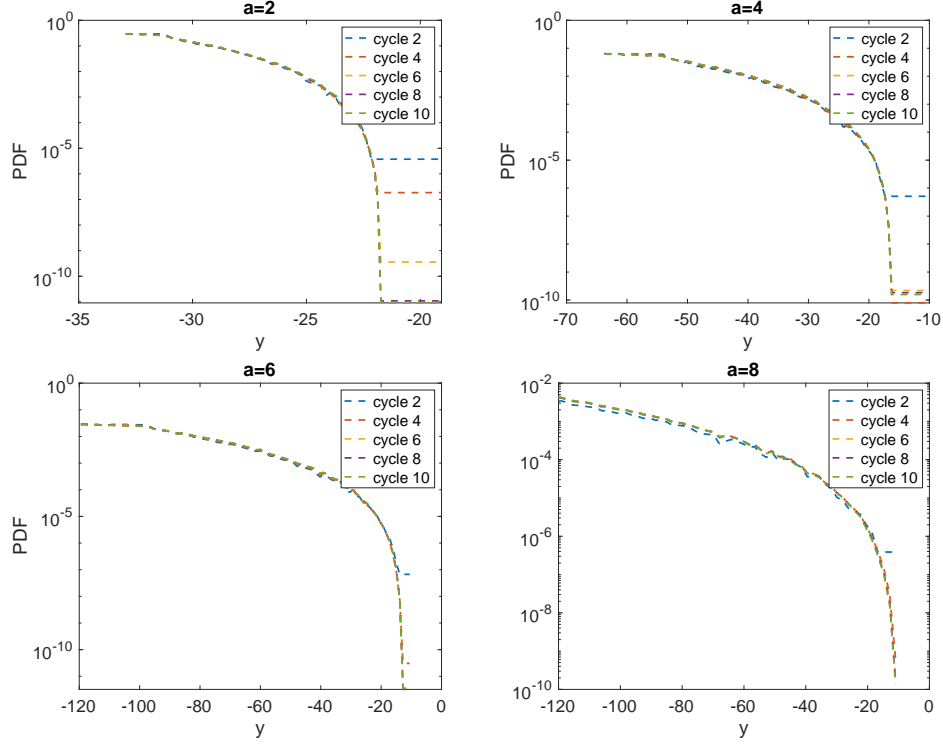 a=2
10^0
10^-5
10^-10
PDF
-35
-30
-25
-20
y
cycle 2
cycle 4
cycle 6
cycle 8
cycle 10
a=4
10^0
10^-5
10^-10
PDF
-70
-60
-50
-40
-30
-20
-10
y
cycle 2
cycle 4
cycle 6
cycle 8
cycle 10
a=6
10^0
10^-5
10^-10
PDF
-120
-100
-80
-60
-40
-20
0
y
cycle 2
cycle 4
cycle 6
cycle 8
cycle 10
a=8
10^-2
10^-4
10^-6
10^-8
10^-10
-120
-100
-80
-60
-40
-20
0
y
cycle 2
cycle 4
cycle 6
cycle 8
cycle 10